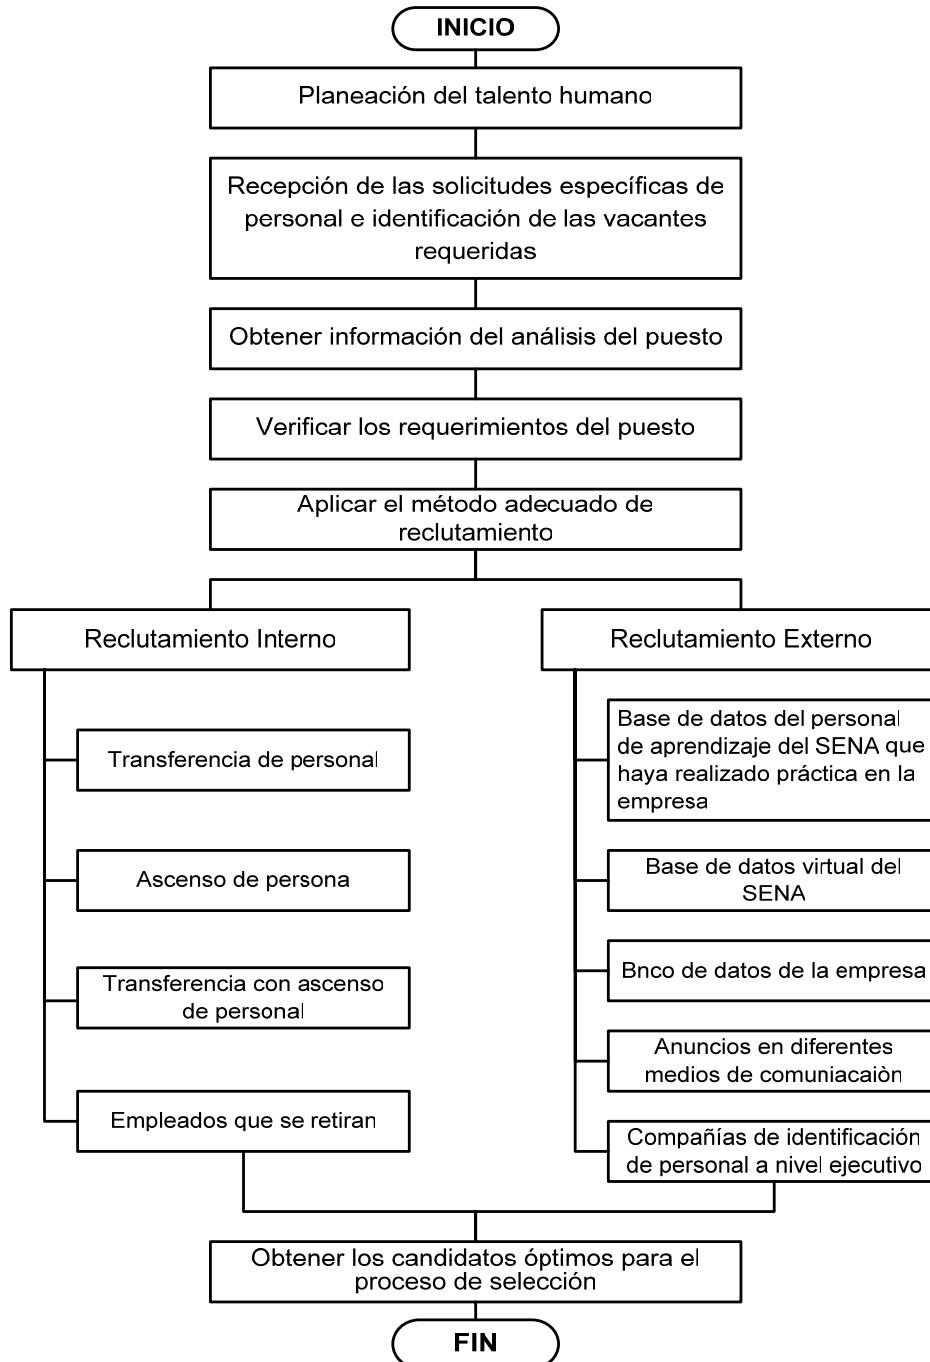 INICIO
Planeación del talento humano
Recepción de las solicitudes específicas de
personal e identificación de las vacantes
requeridas
Obtener información del análisis del puesto
Verificar los requerimientos del puesto
Aplicar el método adecuado de
reclutamiento
Reclutamiento Interno
Transferencia de personal
Ascenso de persona
Transferencia con ascenso
de personal
Empleados que se retiran
Reclutamiento Externo
Base de datos del personal
de aprendizaje del SENA que
haya realizado práctica en la
empresa
Base de datos virtual del
SENA
Bnco de datos de la empresa
Anuncios en diferentes
medios de comuniacaiòn
Compañías de identificación
de personal a nivel ejecutivo
Obtener los candidatos óptimos para el
proceso de selección
FIN